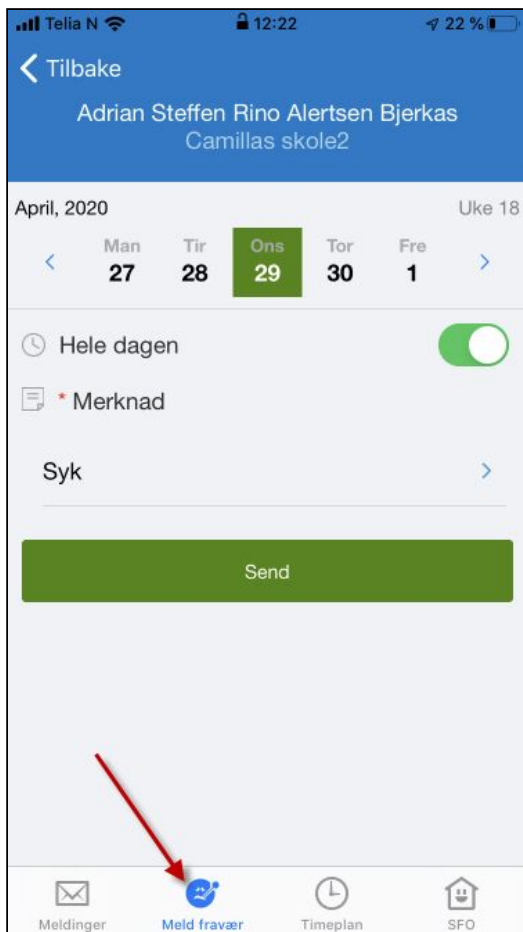 Telia N 12:22 22 %
Tilbake
Adrian Steffen Rino Alertsen Bjerkas
Camillas skole2
April, 2020 Uke 18
Man Tir Ons Tor Fre
27 28 29 30 1
Hele dagen
* Merknad
Syk
Send
Meldinger Meld fravær Timeplan SFO